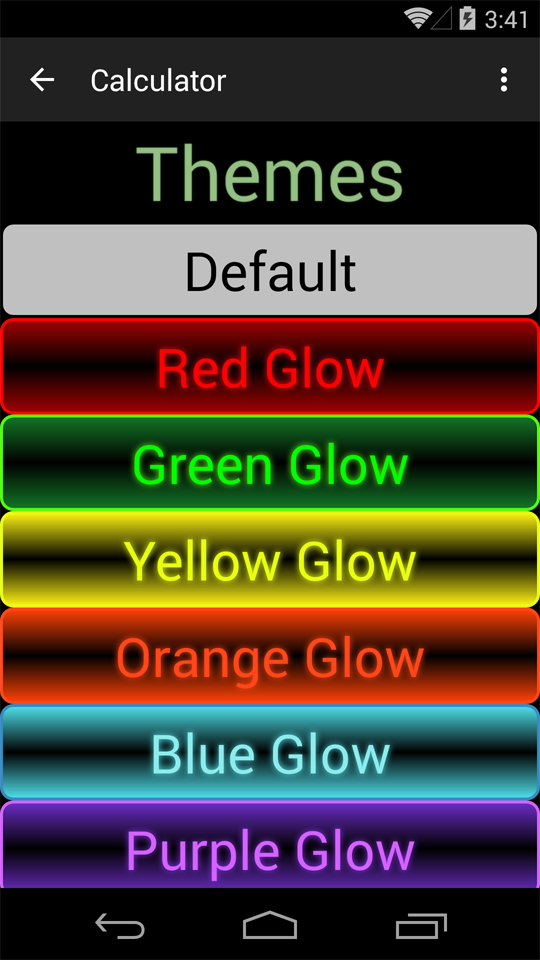 3:41
Calculator
Themes
Default
Red Glow
Green Glow
Yellow Glow
Orange Glow
Blue Glow
Purple Glow